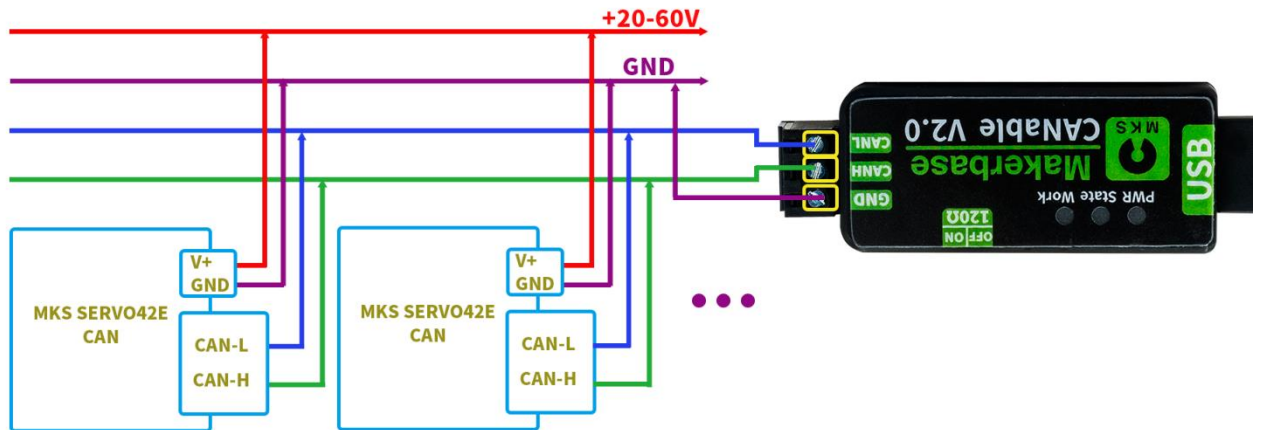 +20-60V
GND
V+
GND
MKS SERVO42E
CAN
CAN-L
CAN-H
V+
GND
MKS SERVO42E
CAN
CAN-L
CAN-H
USB
MKS
Makerbase
CANable V2.0
PWR State Work
120Ω
OFF ON
GND
CANH
CANL